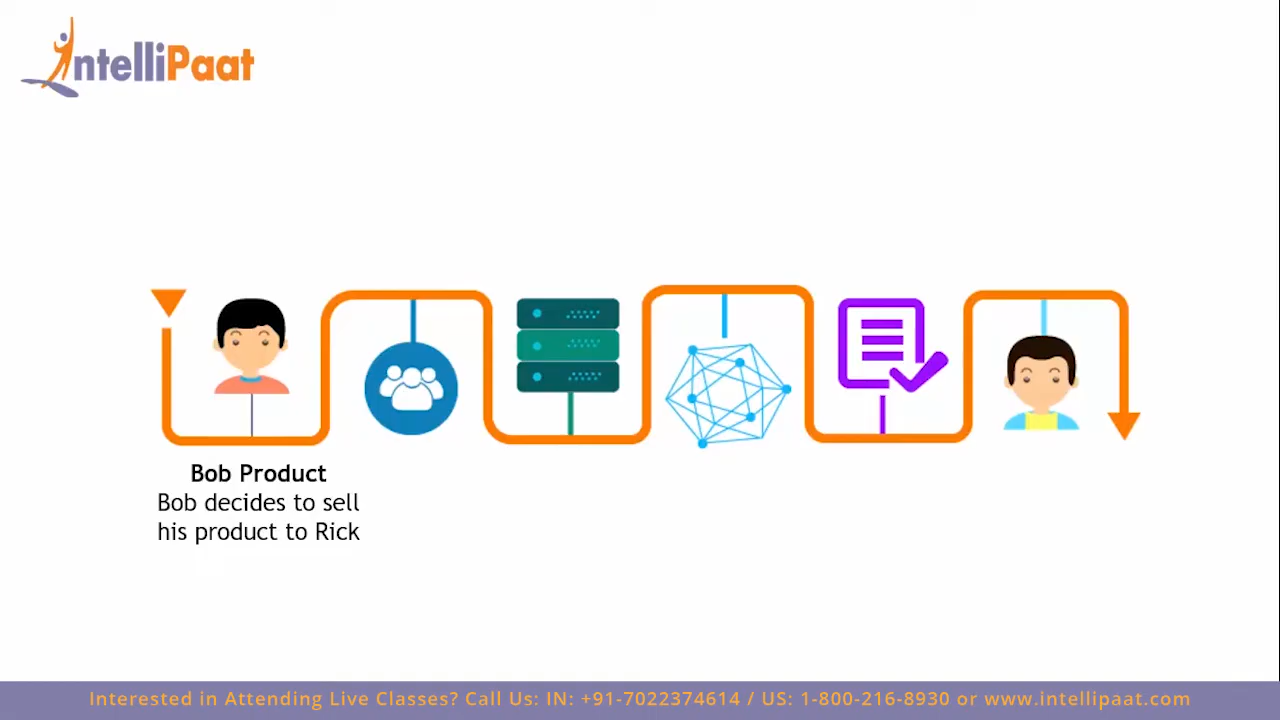 IntelliPaat
Bob Product
Bob decides to sell
his product to Rick
Interested in Attending Live Classes? Call Us: IN: +91-7022374614 / US: 1-800-216-8930 or www.intellipaat.com